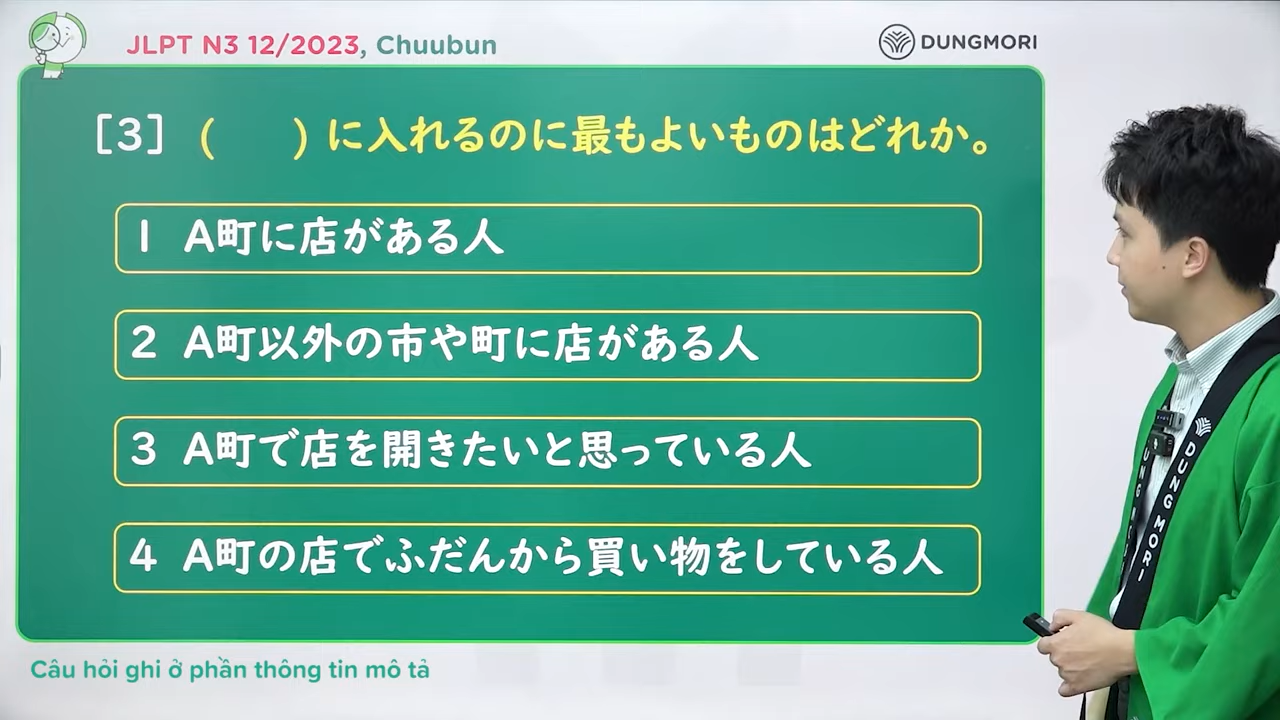 JLPT N3 12/2023, Chuubun
DUNGMORI
[3] ( ) に入れるのに最もよいものはどれか。
1 A町に店がある人
2 A町以外の市や町に店がある人
3 A町で店を開きたいと思っている人
4 A町の店でふだんから買い物をしている人
Câu hỏi ghi ở phần thông tin mô tả
DUNG MORI